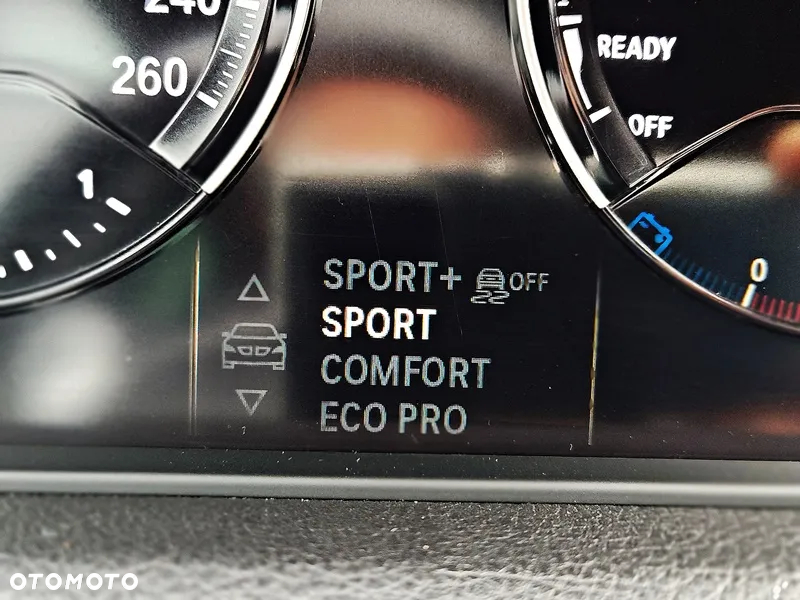 240
260
READY
OFF
1
0
SPORT+ OFF
SPORT
COMFORT
ECO PRO
OTOMOTO